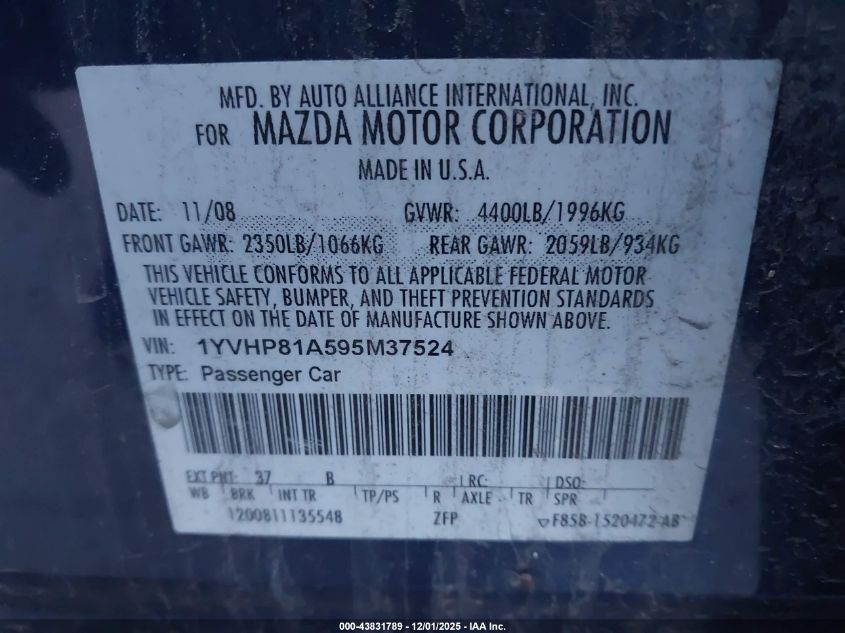 MFD. BY AUTO ALLIANCE INTERNATIONAL, INC.
FOR MAZDA MOTOR CORPORATION
MADE IN U.S.A.
DATE: 11/08 GVWR: 4400LB/1996KG
FRONT GAWR: 2350LB/1066KG REAR GAWR: 2059LB/934KG
THIS VEHICLE CONFORMS TO ALL APPLICABLE FEDERAL MOTOR
VEHICLE SAFETY, BUMPER, AND THEFT PREVENTION STANDARDS
IN EFFECT ON THE DATE OF MANUFACTURE SHOWN ABOVE.
VIN: 1YVHP81A595M37524
TYPE: Passenger Car
EXT PNT: 37 B LRC: DSO:
WB BRK INT TR TP/PS R AXLE TR SPR
1200811135548 ZFP F85B-1520472-AB
000-43831789 - 12/01/2025 - IAA Inc.